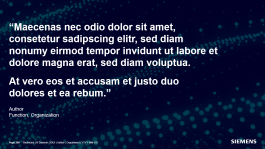 “Maecenas nec odio dolor sit amet,
consetetur sadipscing elitr, sed diam
nonumy eirmod tempor invidunt ut labore et
dolore magna erat, sed diam voluptua.
At vero eos et accusam et justo duo
dolores et ea rebum.”
Author
Function, Organization
SIEMENS